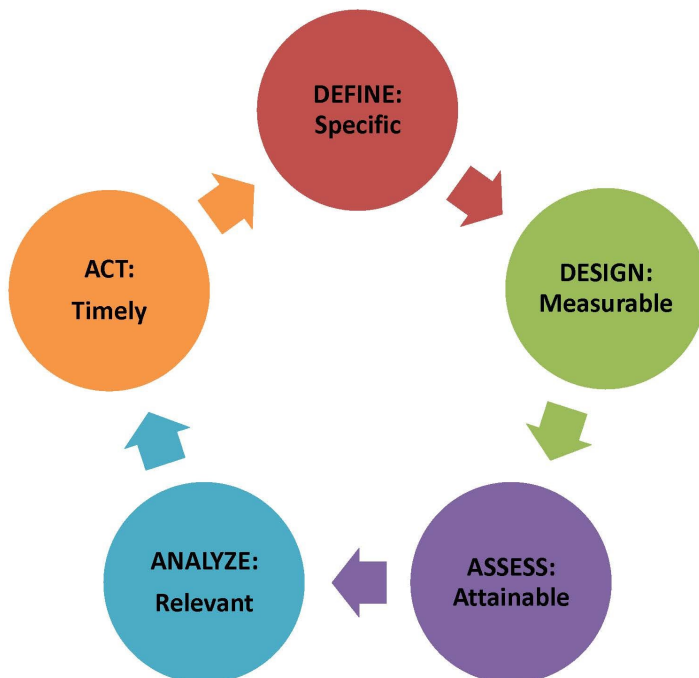 DEFINE:
Specific
DESIGN:
Measurable
ASSESS:
Attainable
ANALYZE:
Relevant
ACT:
Timely